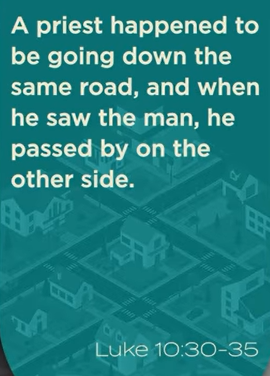 A priest happened to
be going down the
same road, and when
he saw the man, he
passed by on the
other side.
Luke 10:30-35